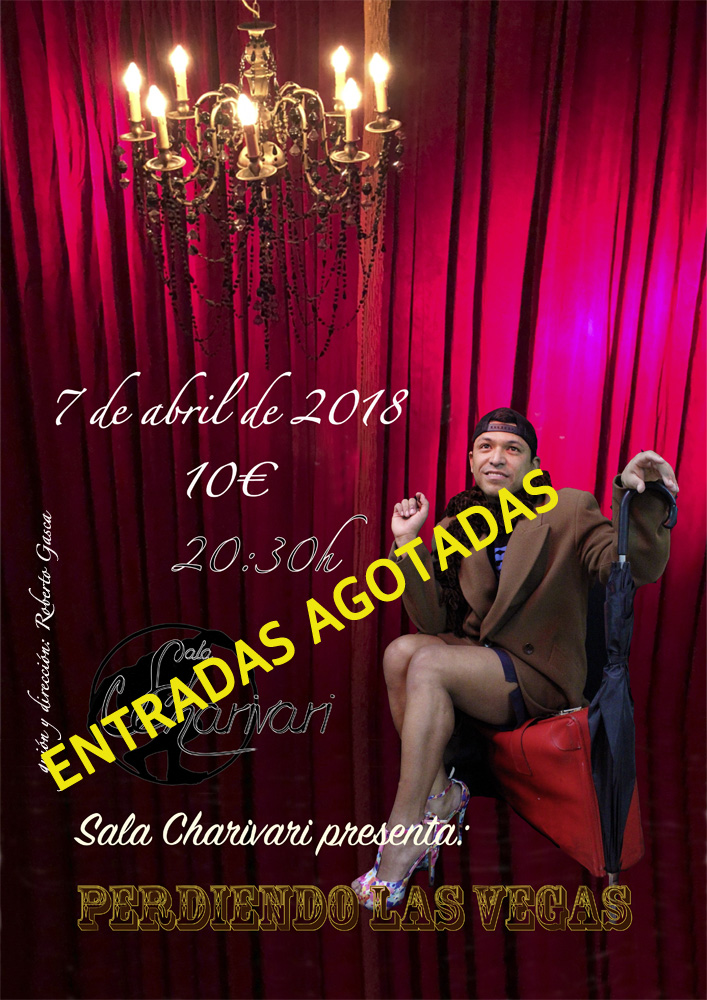 7 de abril de 2018
10€
20:30h
ENTRADAS AGOTADAS
guión y dirección: Roberto Gasca
Sala
Charivari
Sala Charivari presenta:
PERDIENDO LAS VEGAS